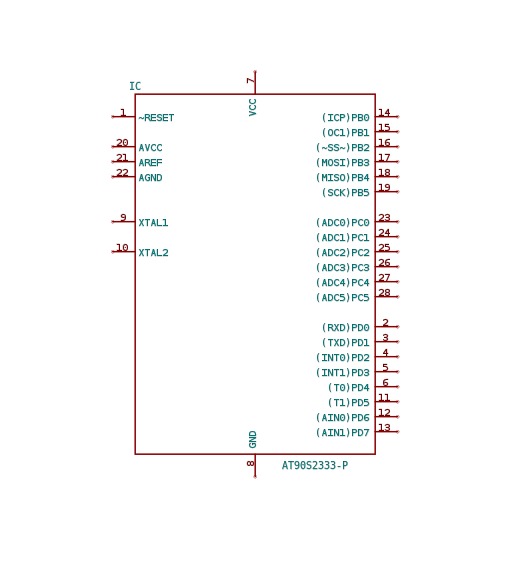 IC
7
VCC
1 ~RESET
(ICP)PB0 14
(OC1)PB1 15
20 AVCC
(~SS~)PB2 16
21 AREF
(MOSI)PB3 17
22 AGND
(MISO)PB4 18
(SCK)PB5 19
9 XTAL1
(ADC0)PC0 23
(ADC1)PC1 24
10 XTAL2
(ADC2)PC2 25
(ADC3)PC3 26
(ADC4)PC4 27
(ADC5)PC5 28
(RXD)PD0 2
(TXD)PD1 3
(INT0)PD2 4
(INT1)PD3 5
(T0)PD4 6
(T1)PD5 11
(AIN0)PD6 12
(AIN1)PD7 13
GND
8
AT90S2333-P